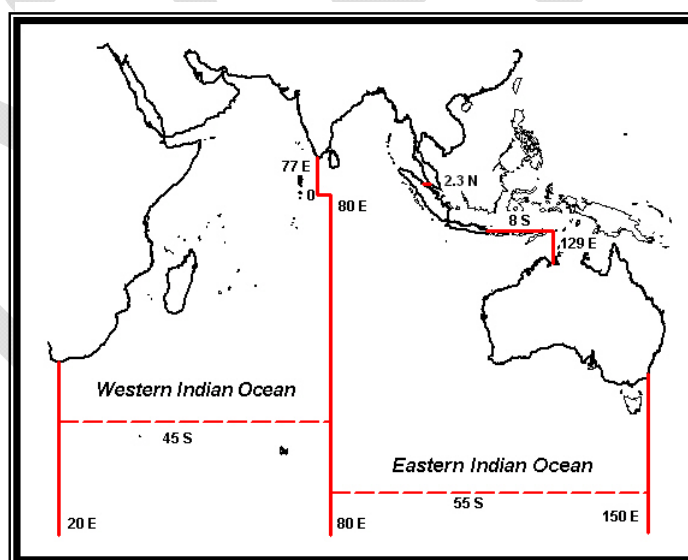 77 E
2.3 N
0
80 E
8 S
129 E
Western Indian Ocean
45 S
Eastern Indian Ocean
55 S
20 E
80 E
150 E